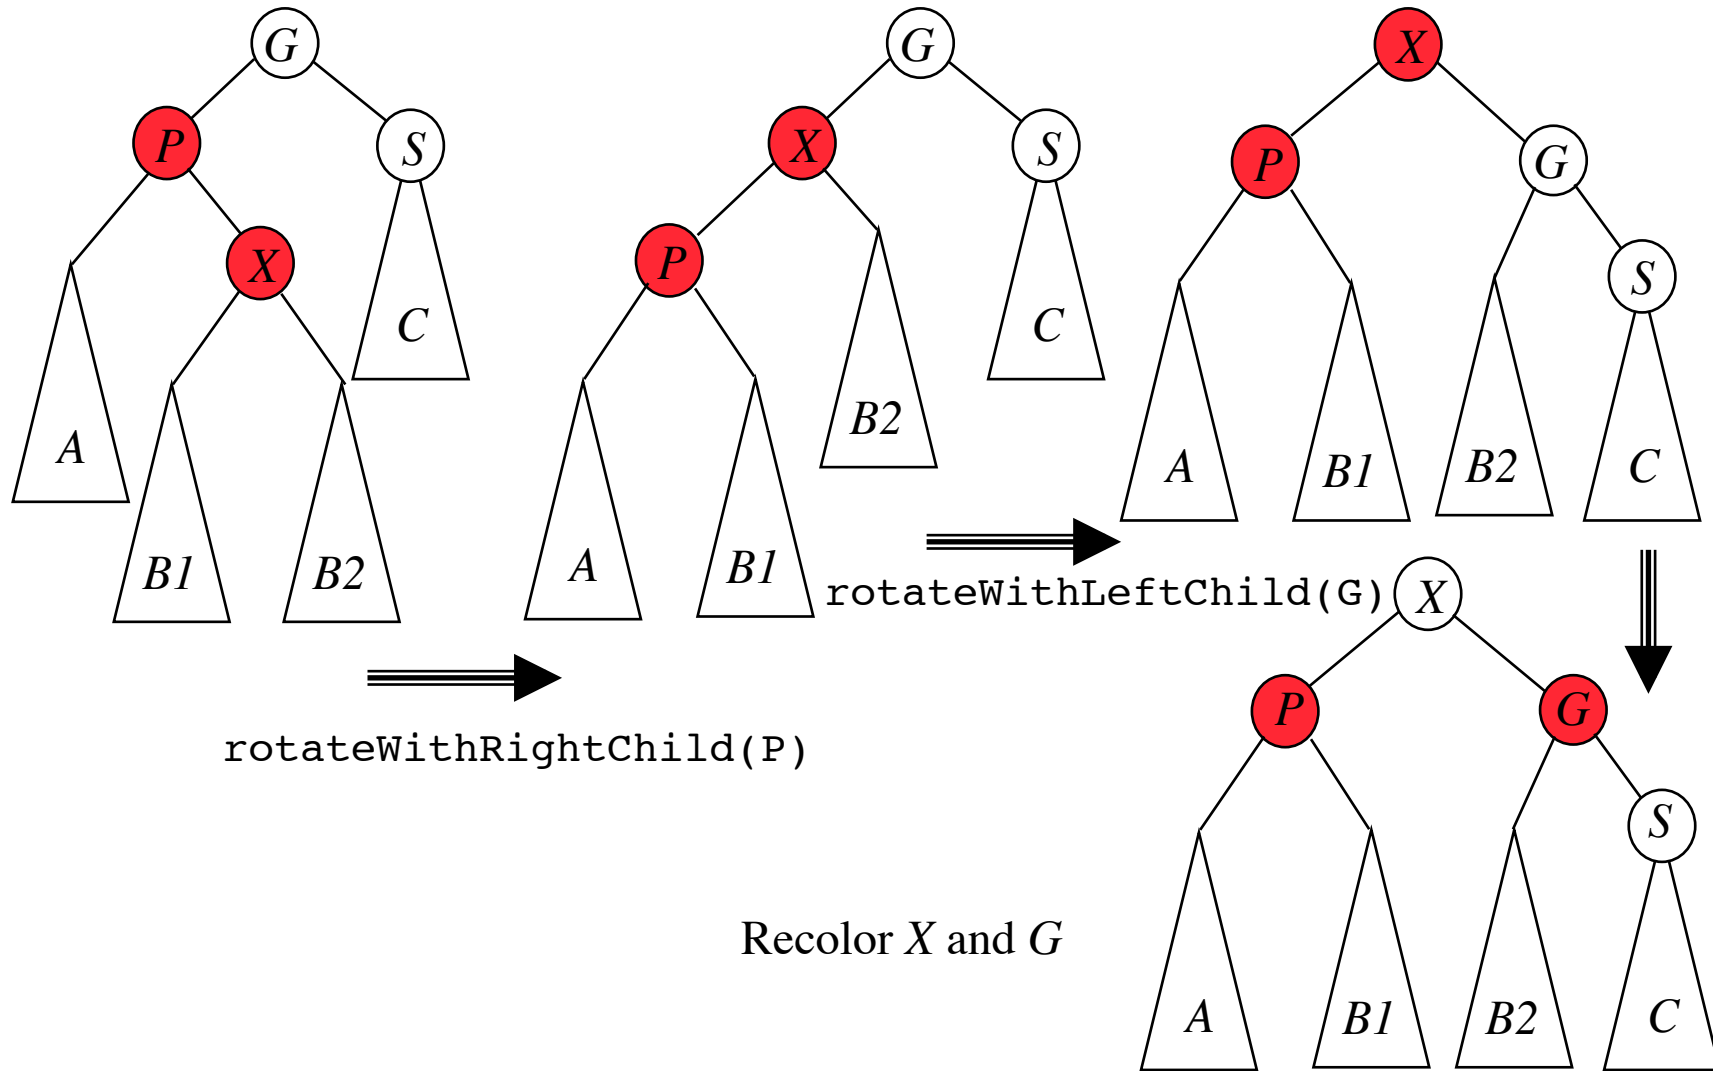 G
P
S
X
A
C
B1
B2
G
X
S
P
B2
C
A
B1
X
P
G
S
A
B1
B2
C
rotateWithRightChild(P)
rotateWithLeftChild(G)
X
P
G
S
A
B1
B2
C
Recolor X and G